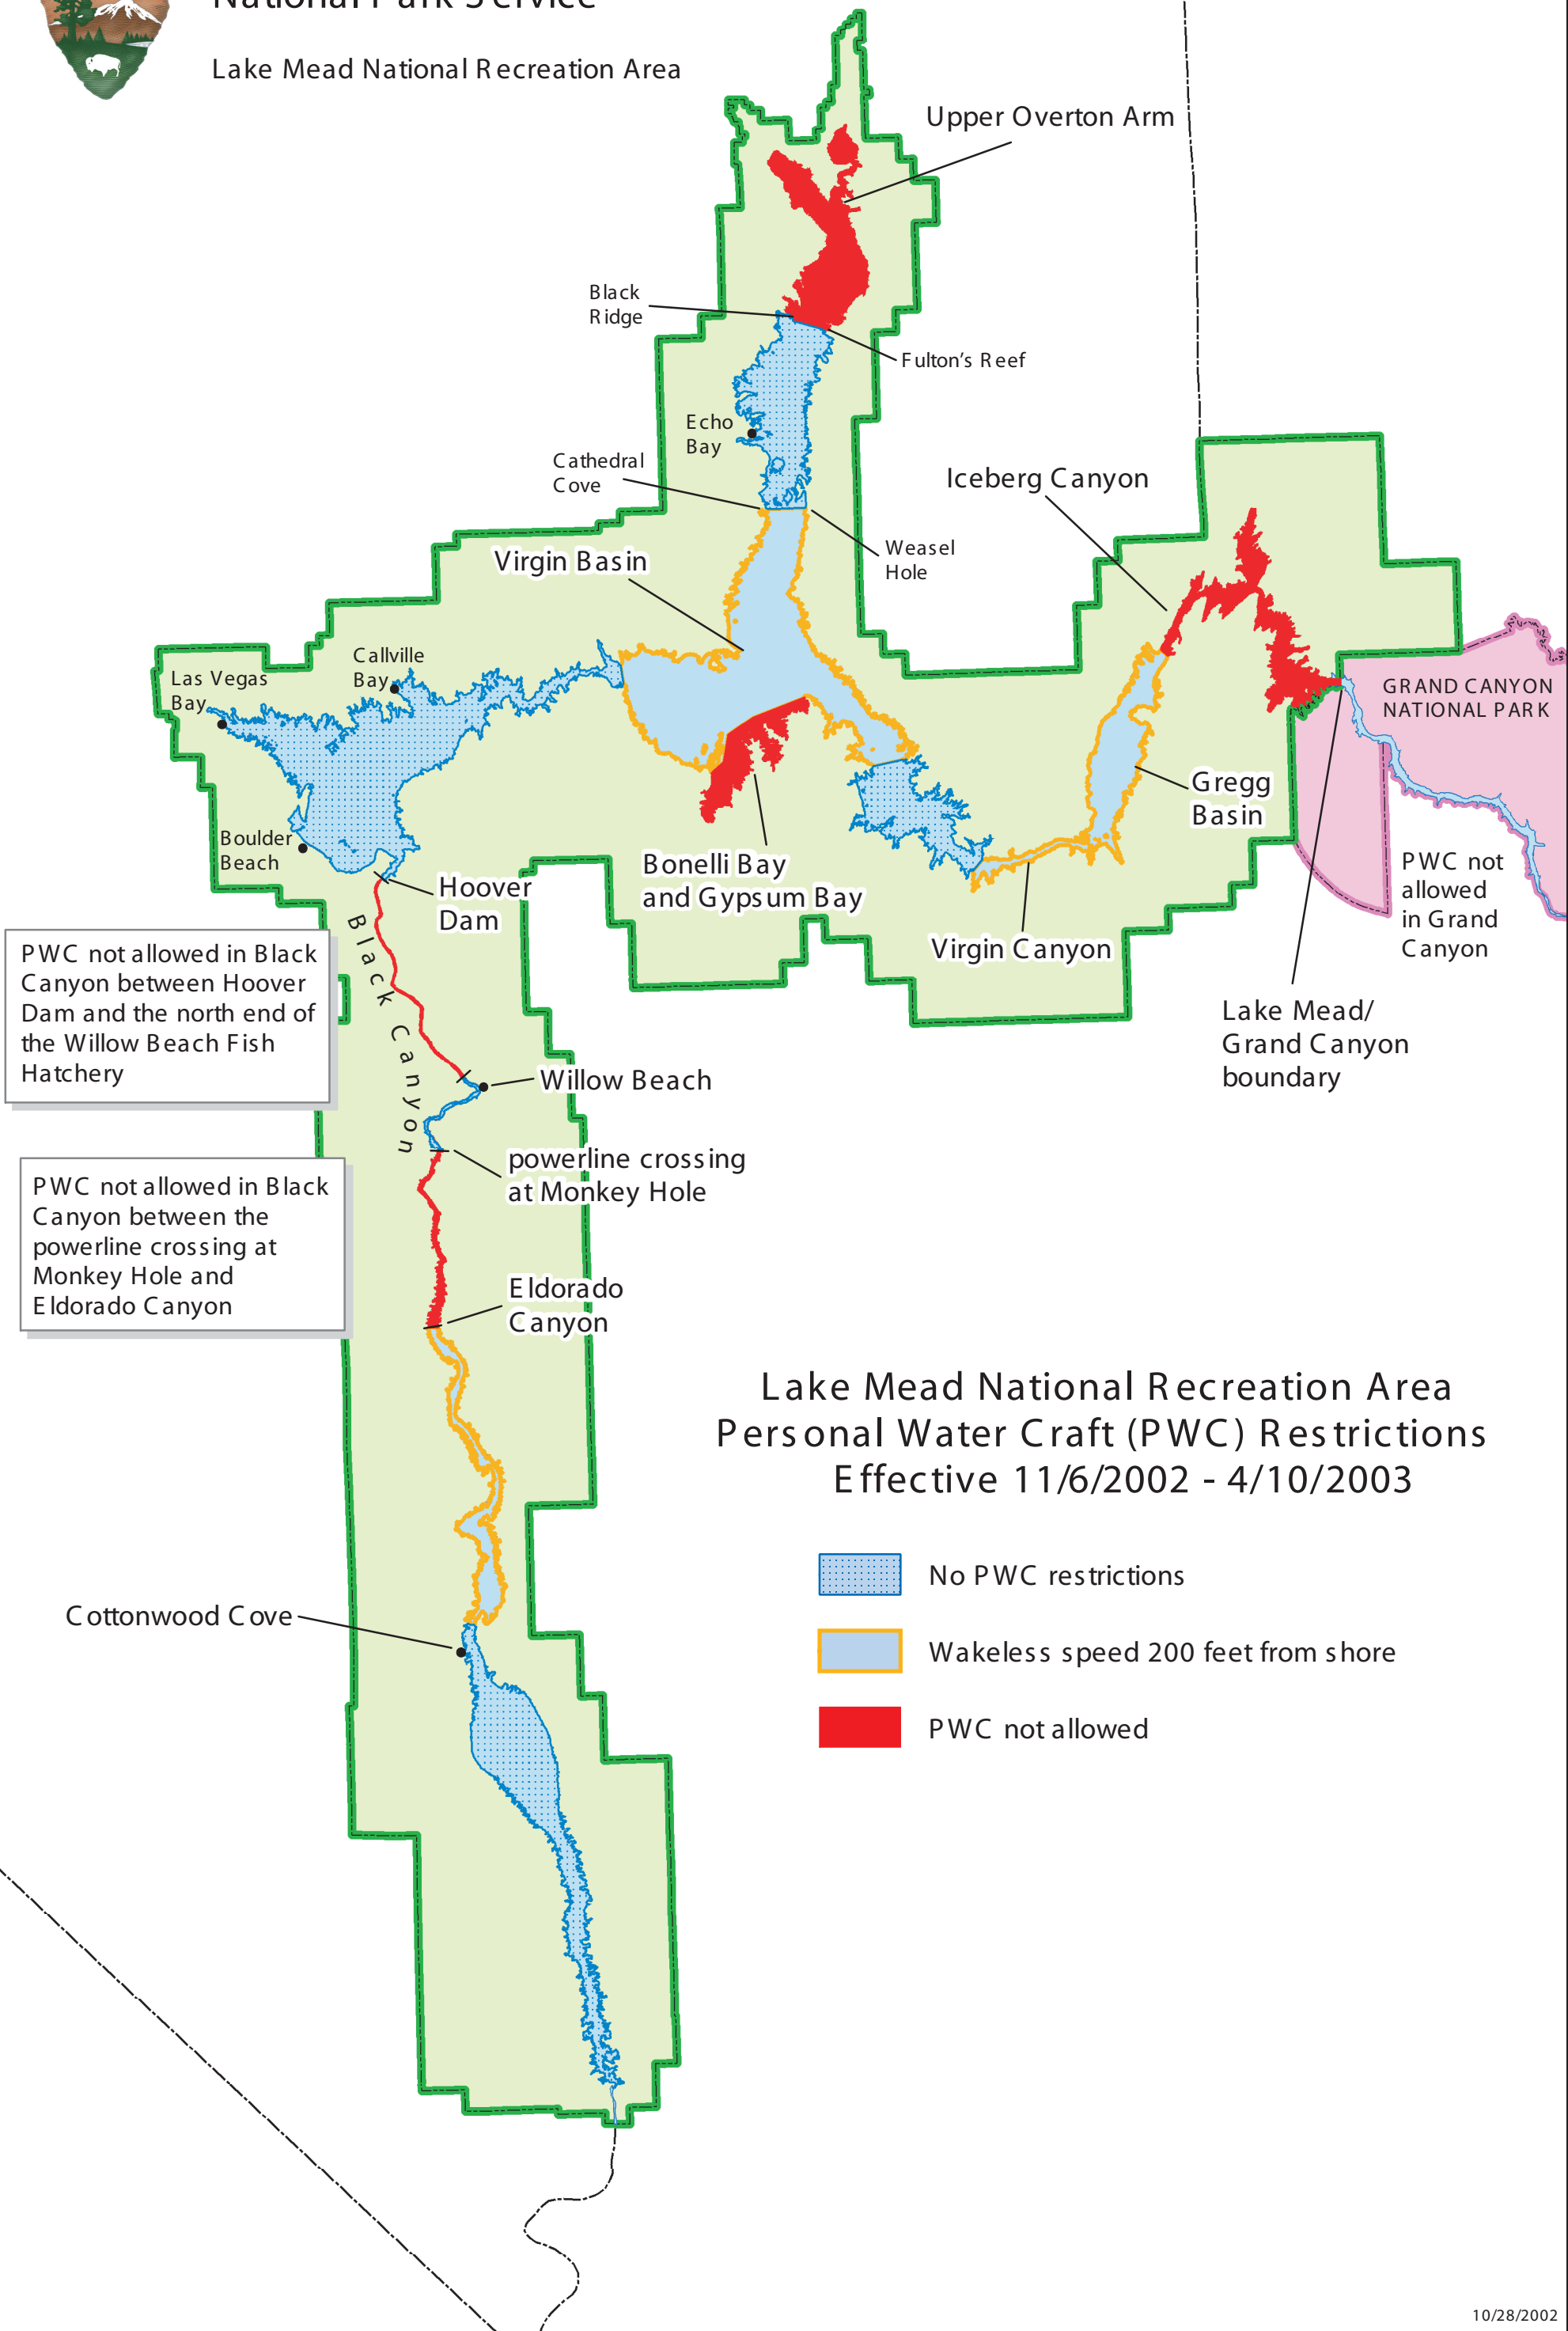 National Park Service
Lake Mead National Recreation Area
Upper Overton Arm
Black
Ridge
Fulton's Reef
Echo
Bay
Cathedral
Cove
Iceberg Canyon
Weasel
Hole
Virgin Basin
Callville
Bay
Las Vegas
Bay
GRAND CANYON
NATIONAL PARK
Gregg
Basin
Boulder
Beach
Bonelli Bay
and Gypsum Bay
PWC not
allowed
in Grand
Canyon
Hoover
Dam
Virgin Canyon
Black Canyon
PWC not allowed in Black
Canyon between Hoover
Dam and the north end of
the Willow Beach Fish
Hatchery
Lake Mead/
Grand Canyon
boundary
Willow Beach
powerline crossing
at Monkey Hole
PWC not allowed in Black
Canyon between the
powerline crossing at
Monkey Hole and
Eldorado Canyon
Eldorado
Canyon
Lake Mead National Recreation Area
Personal Water Craft (PWC) Restrictions
Effective 11/6/2002 - 4/10/2003
No PWC restrictions
Cottonwood Cove
Wakeless speed 200 feet from shore
PWC not allowed
10/28/2002